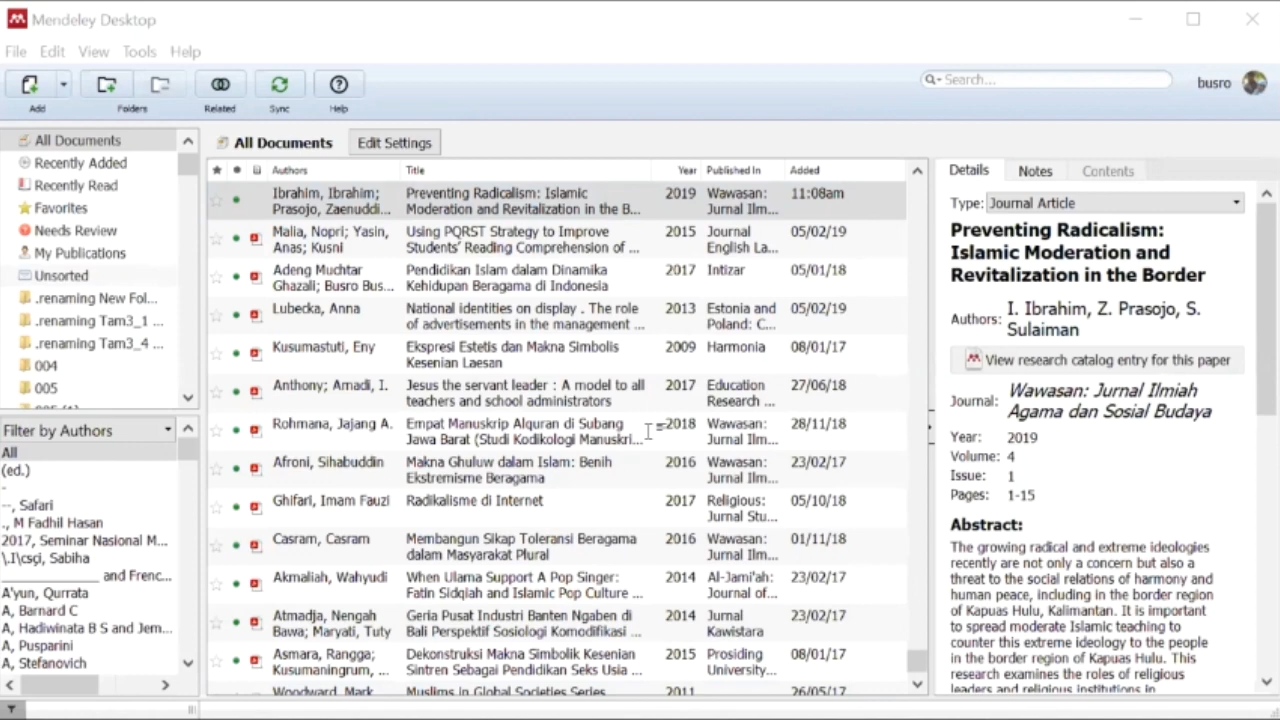 Mendeley Desktop
File Edit View Tools Help
Search...
busro
Add Folders Related Sync Help
All Documents
Recently Added
Recently Read
Favorites
Needs Review
My Publications
Unsorted
.renaming New Fol...
.renaming Tam3_1 ...
.renaming Tam3_4 ...
004
005
Filter by Authors
All
(ed.)
-
--, Safari
., M Fadhil Hasan
2017, Seminar Nasional M...
\.I\csçi, Sabiha
____________ and Frenc...
A'yun, Qurrata
A, Barnard C
A, Hadiwinata B S and Jem...
A, Pusparini
A, Stefanovich
All Documents Edit Settings
Authors Title Year Published In Added
Ibrahim, Ibrahim; Preventing Radicalism: Islamic 2019 Wawasan: 11:08am
Prasojo, Zaenuddi... Moderation and Revitalization in the B... Jurnal Ilm...
Malia, Nopri; Yasin, Using PQRST Strategy to Improve 2015 Journal 05/02/19
Anas; Kusni Students' Reading Comprehension of ... English La...
Adeng Muchtar Pendidikan Islam dalam Dinamika 2017 Intizar 05/01/18
Ghazali; Busro Bus... Kehidupan Beragama di Indonesia
Lubecka, Anna National identities on display . The role 2013 Estonia and 05/02/19
of advertisements in the management ... Poland: C...
Kusumastuti, Eny Ekspresi Estetis dan Makna Simbolis 2009 Harmonia 08/01/17
Kesenian Laesan
Anthony; Amadi, I. Jesus the servant leader : A model to all 2017 Education 27/06/18
teachers and school administrators Research ...
Rohmana, Jajang A. Empat Manuskrip Alquran di Subang 2018 Wawasan: 28/11/18
Jawa Barat (Studi Kodikologi Manuskri... Jurnal Ilm...
Afroni, Sihabuddin Makna Ghuluw dalam Islam: Benih 2016 Wawasan: 23/02/17
Ekstremisme Beragama Jurnal Ilm...
Ghifari, Imam Fauzi Radikalisme di Internet 2017 Religious: 05/10/18
Jurnal Stu...
Casram, Casram Membangun Sikap Toleransi Beragama 2016 Wawasan: 01/11/18
dalam Masyarakat Plural Jurnal Ilm...
Akmaliah, Wahyudi When Ulama Support A Pop Singer: 2014 Al-Jami'ah: 23/02/17
Fatin Sidqiah and Islamic Pop Culture ... Journal of...
Atmadja, Nengah Geria Pusat Industri Banten Ngaben di 2014 Jurnal 23/02/17
Bawa; Maryati, Tuty Bali Perspektif Sosiologi Komodifikasi ... Kawistara
Asmara, Rangga; Dekonstruksi Makna Simbolik Kesenian 2015 Prosiding 08/01/17
Kusumaningrum, ... Sintren Sebagai Pendidikan Seks Usia ... University...
Woodward, Mark Muslims in Global Societies Series 2011 26/05/17
Details Notes Contents
Type: Journal Article
Preventing Radicalism:
Islamic Moderation and
Revitalization in the Border
Authors: I. Ibrahim, Z. Prasojo, S.
Sulaiman
View research catalog entry for this paper
Journal: Wawasan: Jurnal Ilmiah
Agama dan Sosial Budaya
Year: 2019
Volume: 4
Issue: 1
Pages: 1-15
Abstract:
The growing radical and extreme ideologies
recently are not only a concern but also a
threat to the social relations of harmony and
human peace, including in the border region
of Kapuas Hulu, Kalimantan. It is important
to spread moderate Islamic teaching to
counter this extreme ideology to the people
in the border region of Kapuas Hulu. This
research examines the roles of religious
leaders and religious institutions in